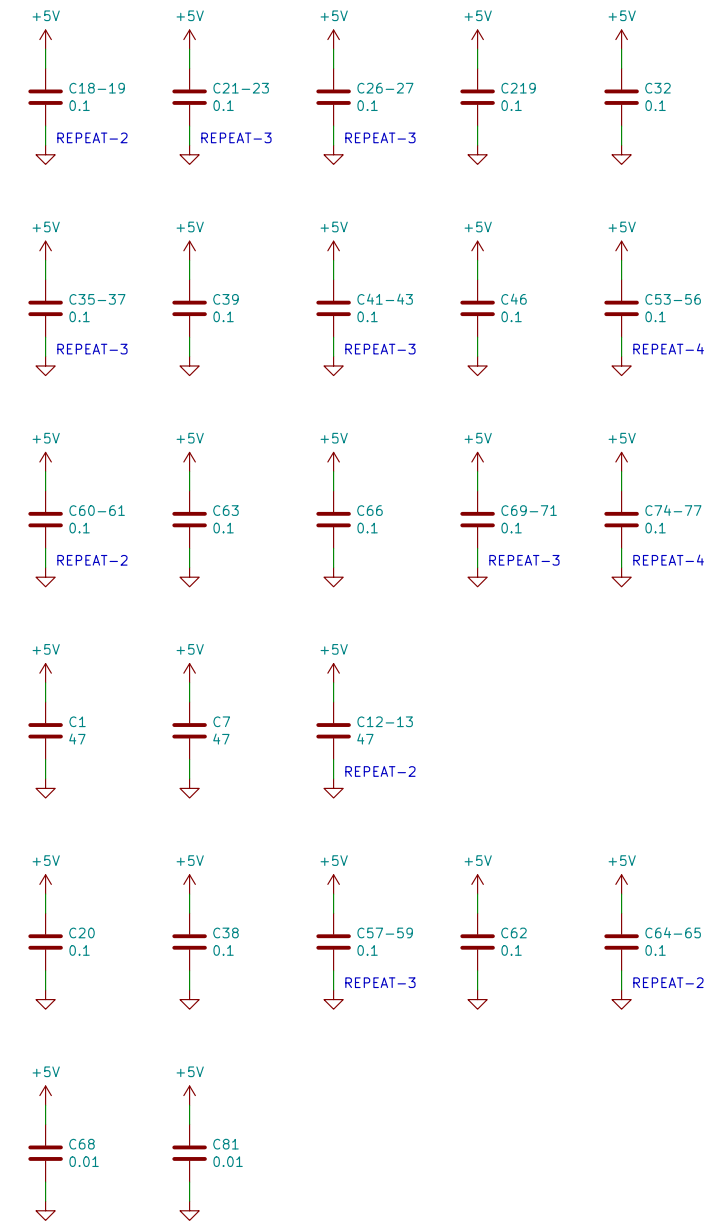 +5V +5V +5V +5V +5V
C18-19 C21-23 C26-27 C219 C32
0.1 0.1 0.1 0.1 0.1
REPEAT-2 REPEAT-3 REPEAT-3
+5V +5V +5V +5V +5V
C35-37 C39 C41-43 C46 C53-56
0.1 0.1 0.1 0.1 0.1
REPEAT-3 REPEAT-3 REPEAT-4
+5V +5V +5V +5V +5V
C60-61 C63 C66 C69-71 C74-77
0.1 0.1 0.1 0.1 0.1
REPEAT-2 REPEAT-3 REPEAT-4
+5V +5V +5V
C1 C7 C12-13
47 47 47
REPEAT-2
+5V +5V +5V +5V +5V
C20 C38 C57-59 C62 C64-65
0.1 0.1 0.1 0.1 0.1
REPEAT-3 REPEAT-2
+5V +5V
C68 C81
0.01 0.01